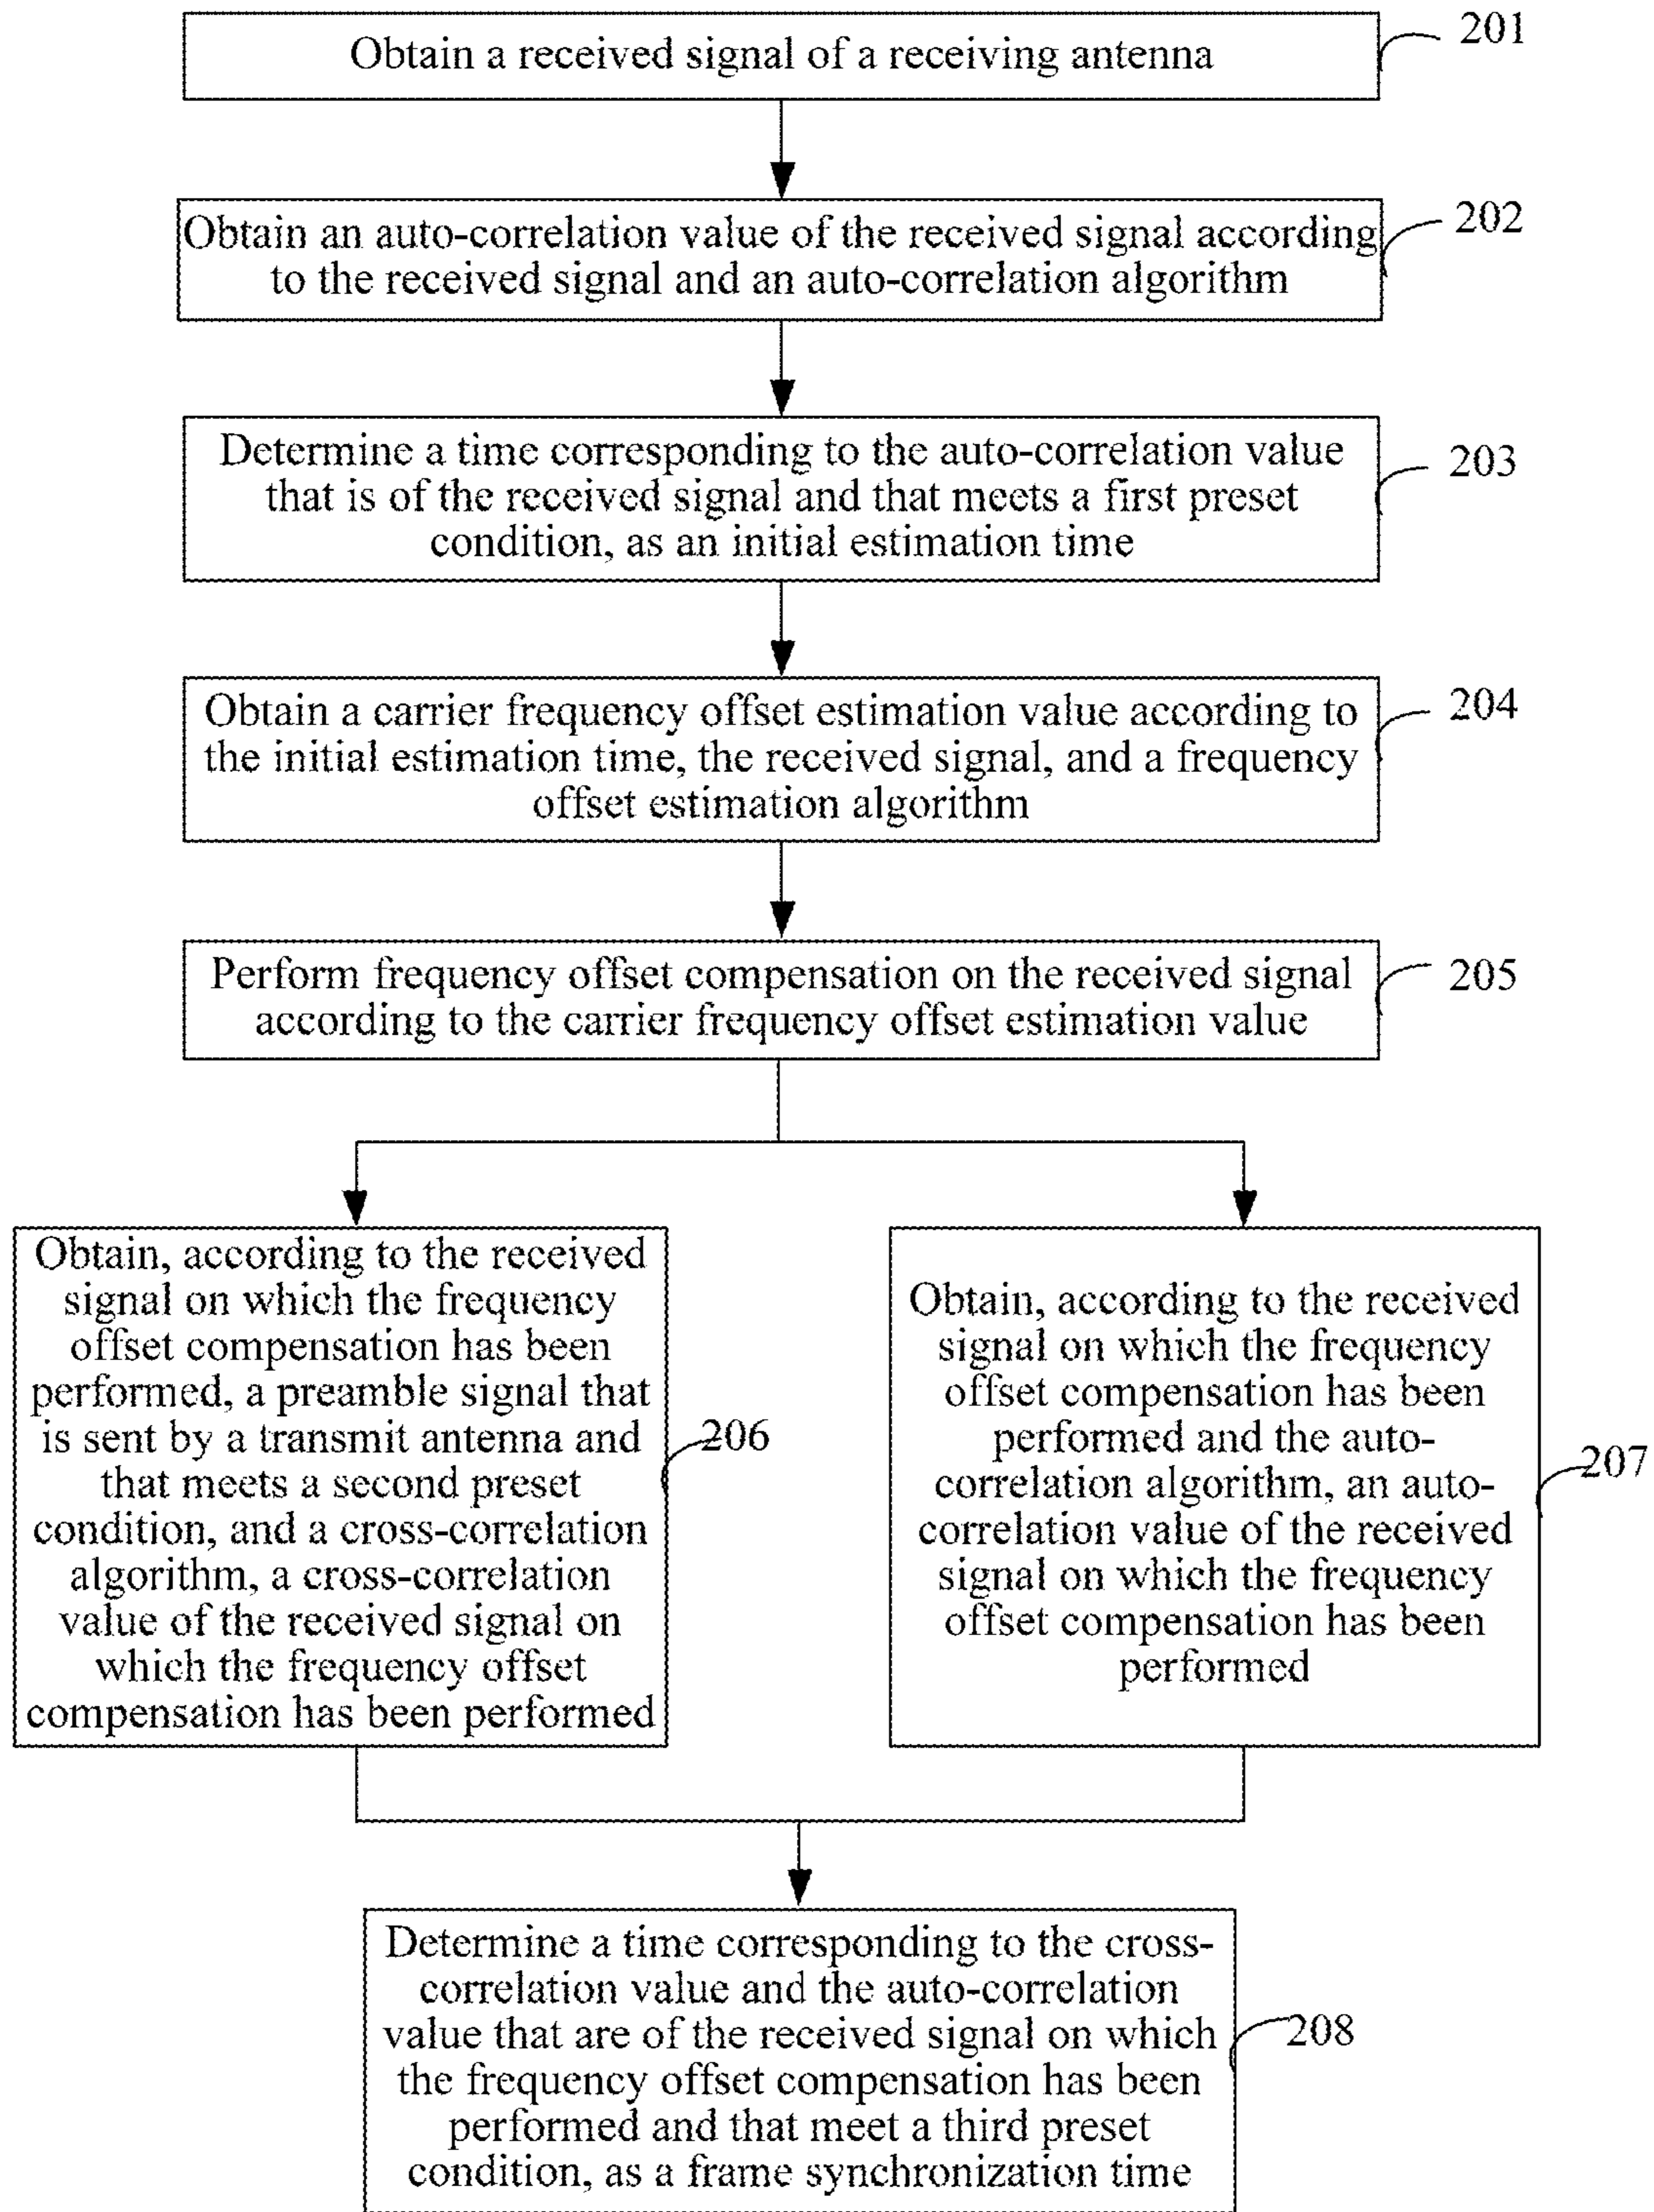 Obtain a received signal of a receiving antenna
201
Obtain an auto-correlation value of the received signal according
to the received signal and an auto-correlation algorithm
202
Determine a time corresponding to the auto-correlation value
that is of the received signal and that meets a first preset
condition, as an initial estimation time
203
Obtain a carrier frequency offset estimation value according to
the initial estimation time, the received signal, and a frequency
offset estimation algorithm
204
Perform frequency offset compensation on the received signal
according to the carrier frequency offset estimation value
205
Obtain, according to the received
signal on which the frequency
offset compensation has been
performed, a preamble signal that
is sent by a transmit antenna and
that meets a second preset
condition, and a cross-correlation
algorithm, a cross-correlation
value of the received signal on
which the frequency offset
compensation has been performed
206
Obtain, according to the received
signal on which the frequency
offset compensation has been
performed and the auto-
correlation algorithm, an auto-
correlation value of the received
signal on which the frequency
offset compensation has been
performed
207
Determine a time corresponding to the cross-
correlation value and the auto-correlation
value that are of the received signal on which
the frequency offset compensation has been
performed and that meet a third preset
condition, as a frame synchronization time
208